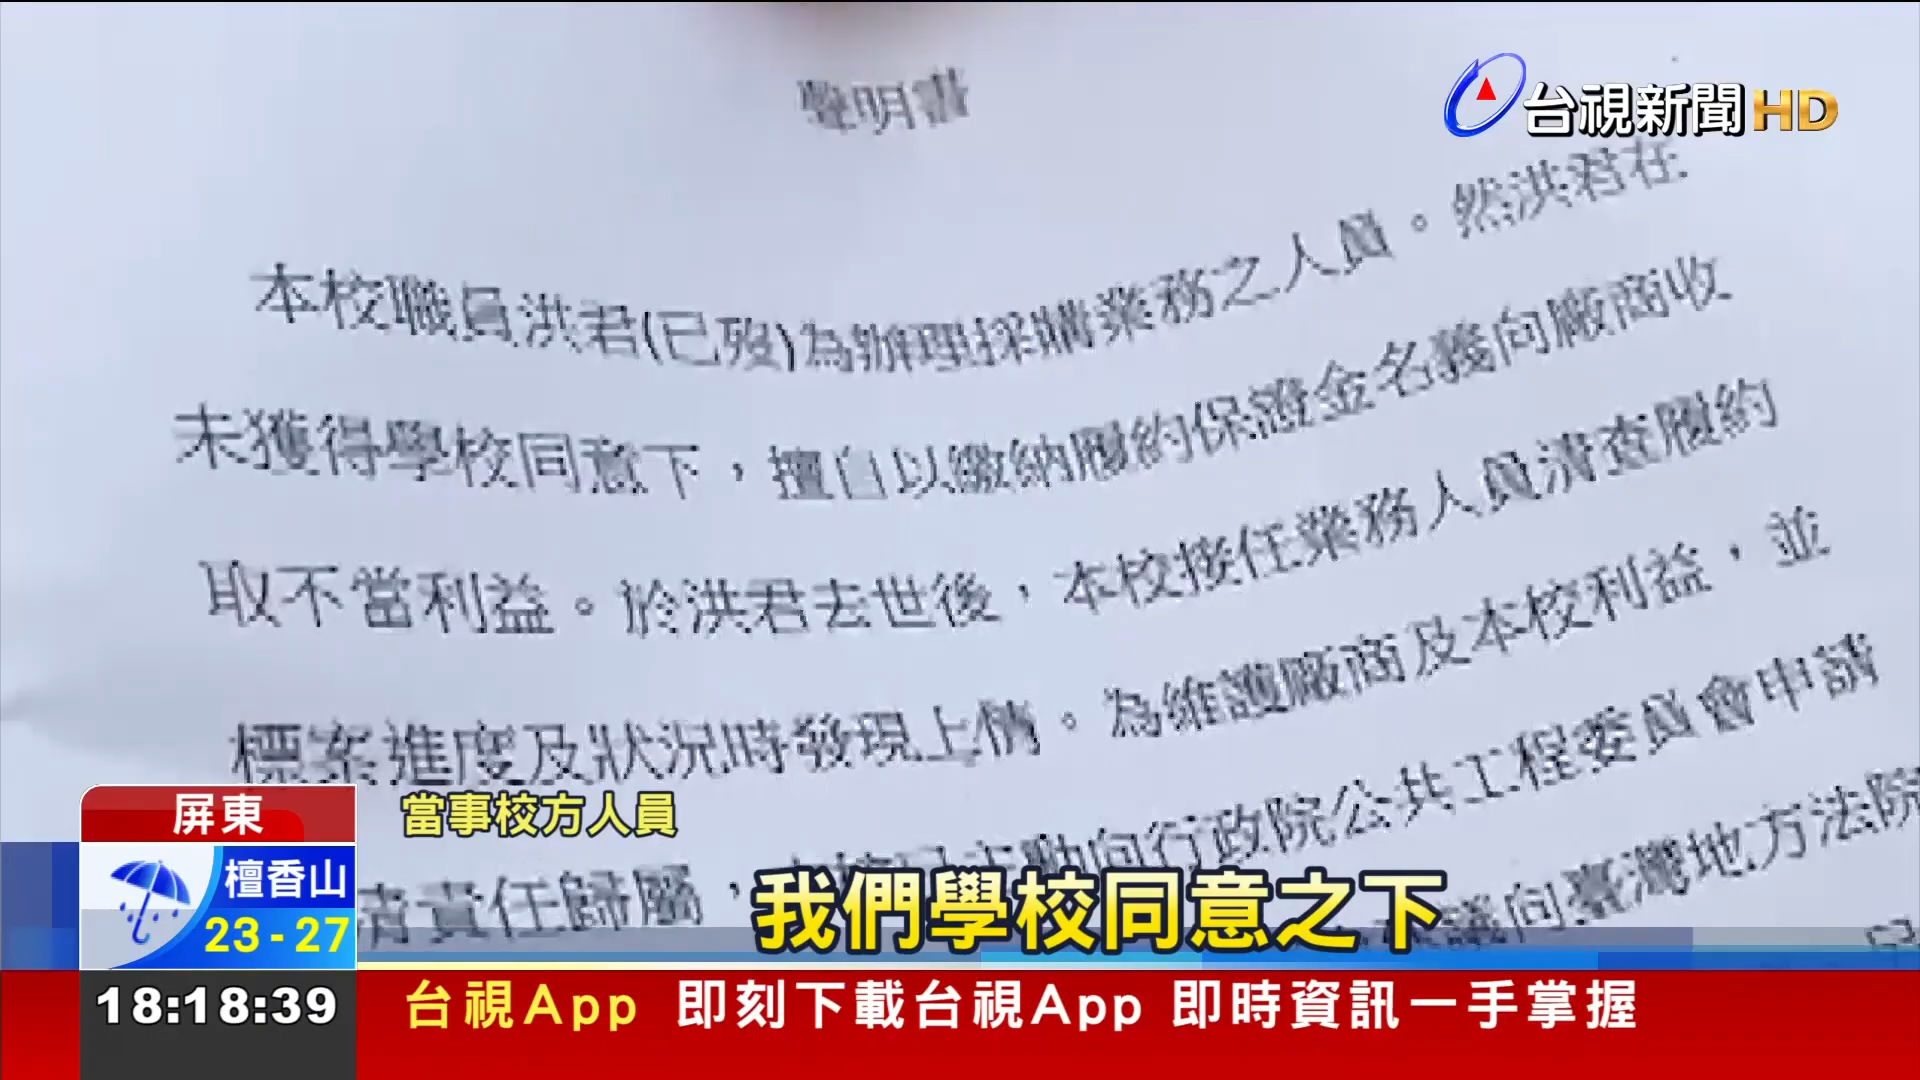 聲明書
台視新聞HD
本校職員洪君(已歿)為辦理採購業務之人員。然洪君在
未獲得學校同意下，擅自以繳納履約保證金名義向廠商收
取不當利益。於洪君去世後，本校接任業務人員清查履約
標案進度及狀況時發現上情。為維護廠商及本校利益，並
責任歸屬，
動向行政院公共工程委員會申請
議向臺灣地方法院
屏東
當事校方人員
檀香山
23-27
我們學校同意之下
18:18:39
台視App 即刻下載台視App 即時資訊一手掌握